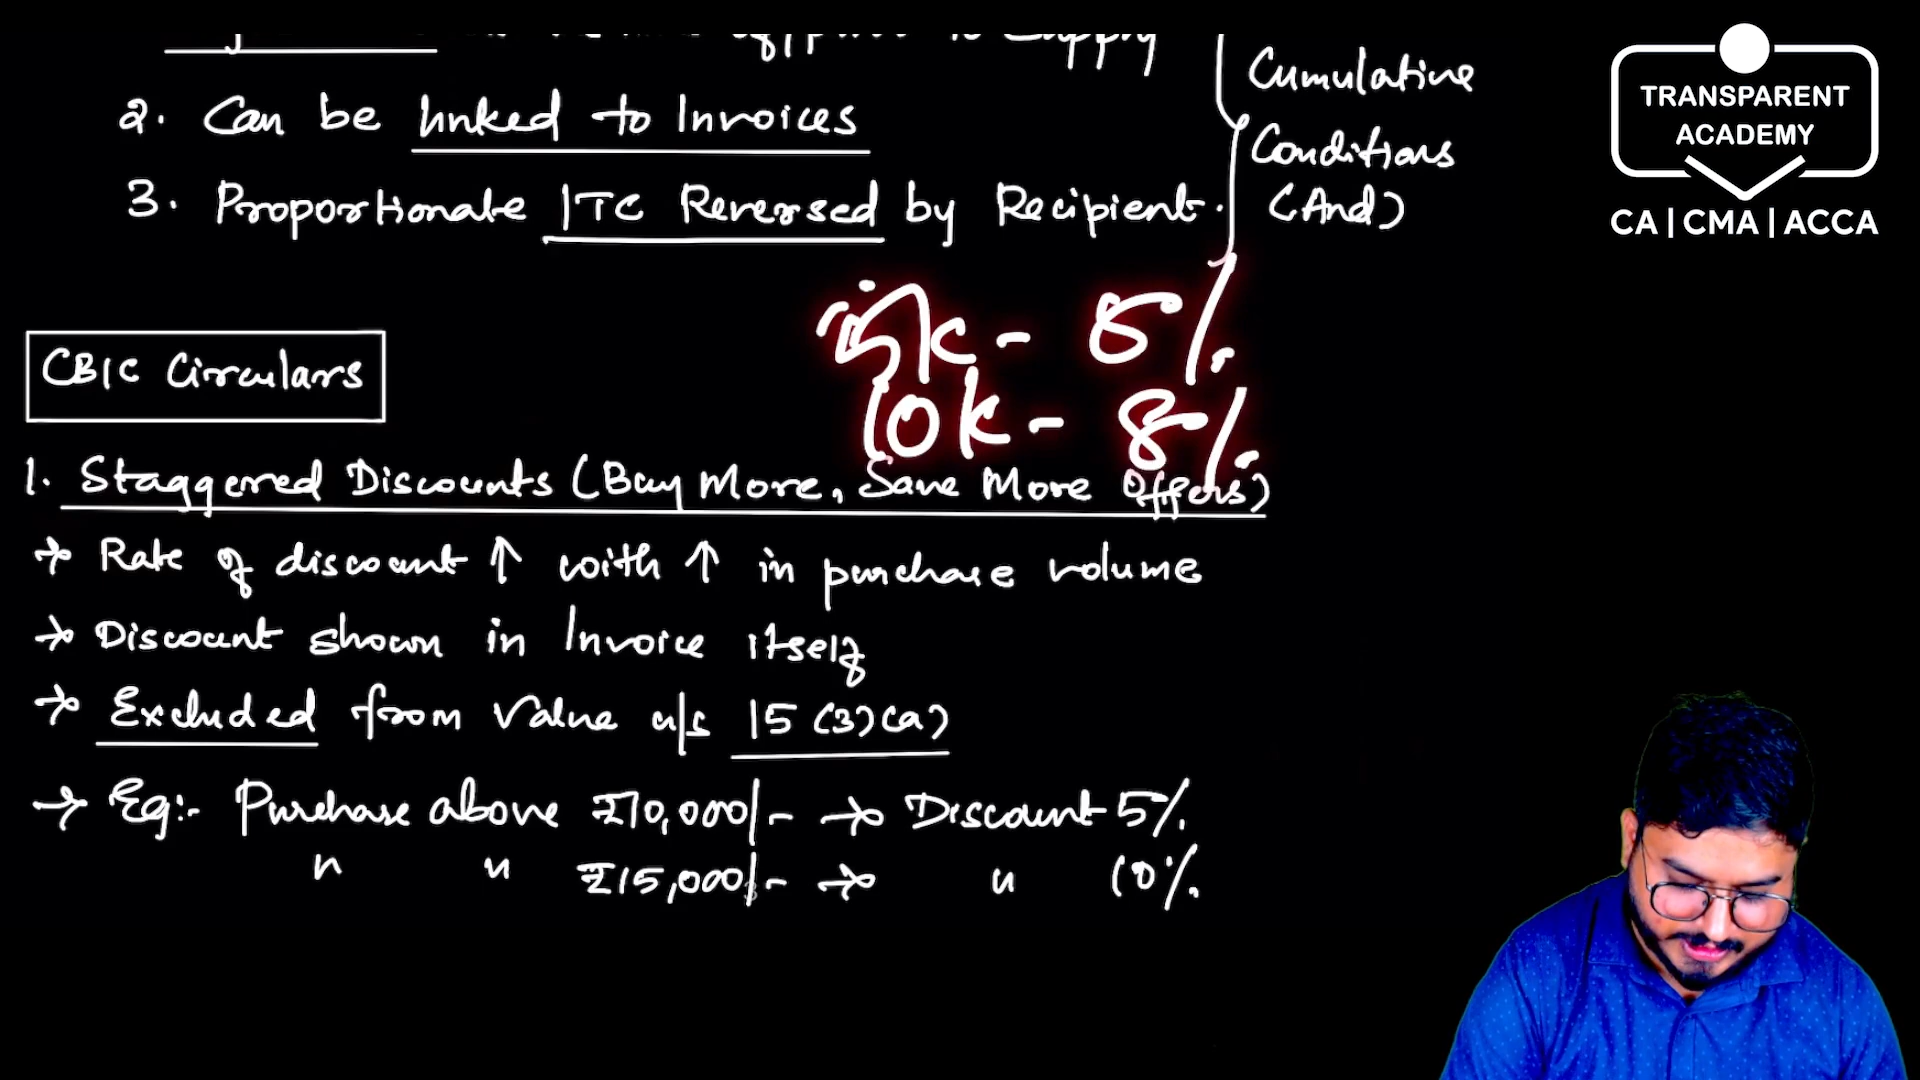 to Supply
Cumulative
2. Can be linked to Invoices
Conditions
3. Proportionate ITC Reversed by Recipient.
(And)
5k - 5%.
10k - 8%.
CBIC Circulars
1. Staggered Discounts (Buy More, Save More Offers)
→ Rate of discount ↑ with ↑ in purchase volume
→ Discount shown in Invoice itself
→ Excluded from Value u/s 15(3)(a)
→ Eg:- Purchase above ₹10,000/- → Discount 5%.
" " ₹15,000/- → " 10%.
TRANSPARENT
ACADEMY
CA | CMA | ACCA